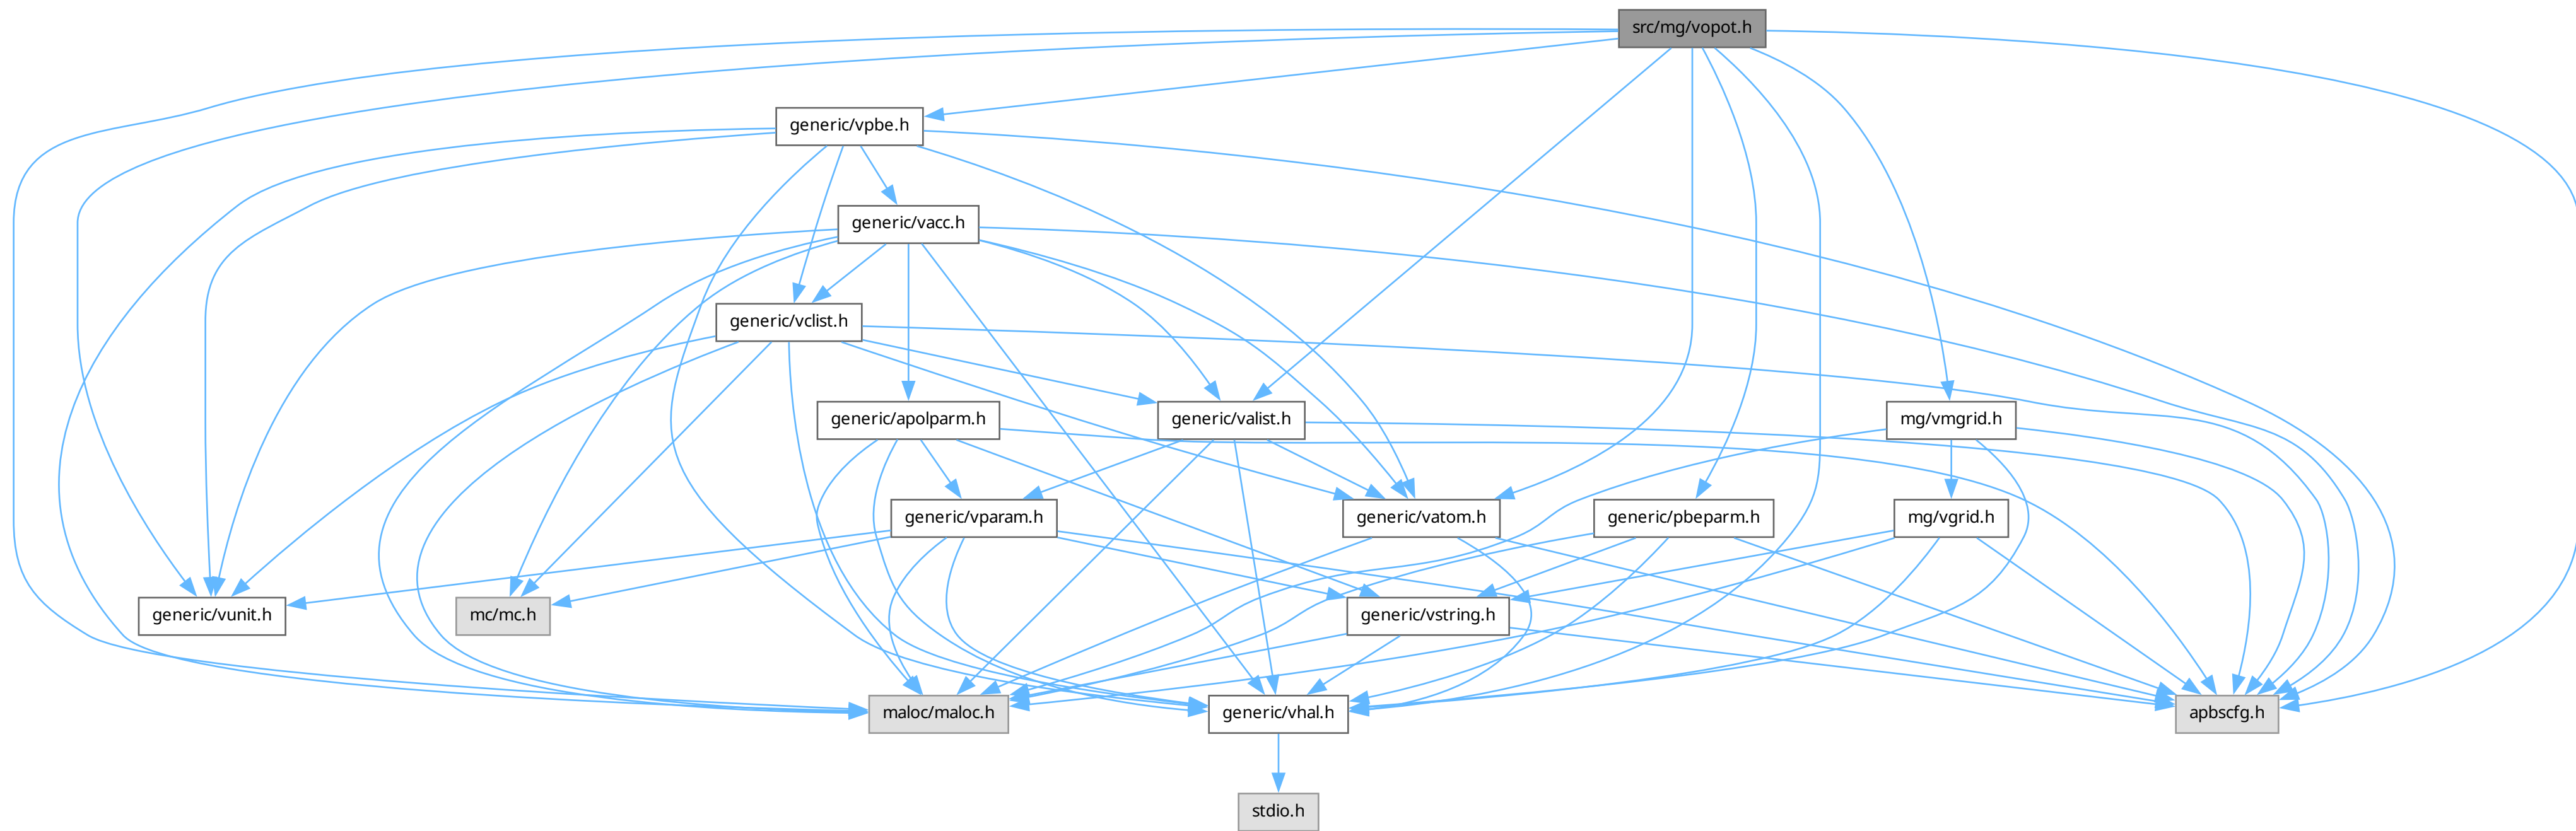 src/mg/vopot.h
generic/vpbe.h
generic/vacc.h
generic/vclist.h
generic/apolparm.h
generic/valist.h
mg/vmgrid.h
generic/vparam.h
generic/vatom.h
generic/pbeparm.h
mg/vgrid.h
generic/vunit.h
mc/mc.h
generic/vstring.h
maloc/maloc.h
generic/vhal.h
apbscfg.h
stdio.h